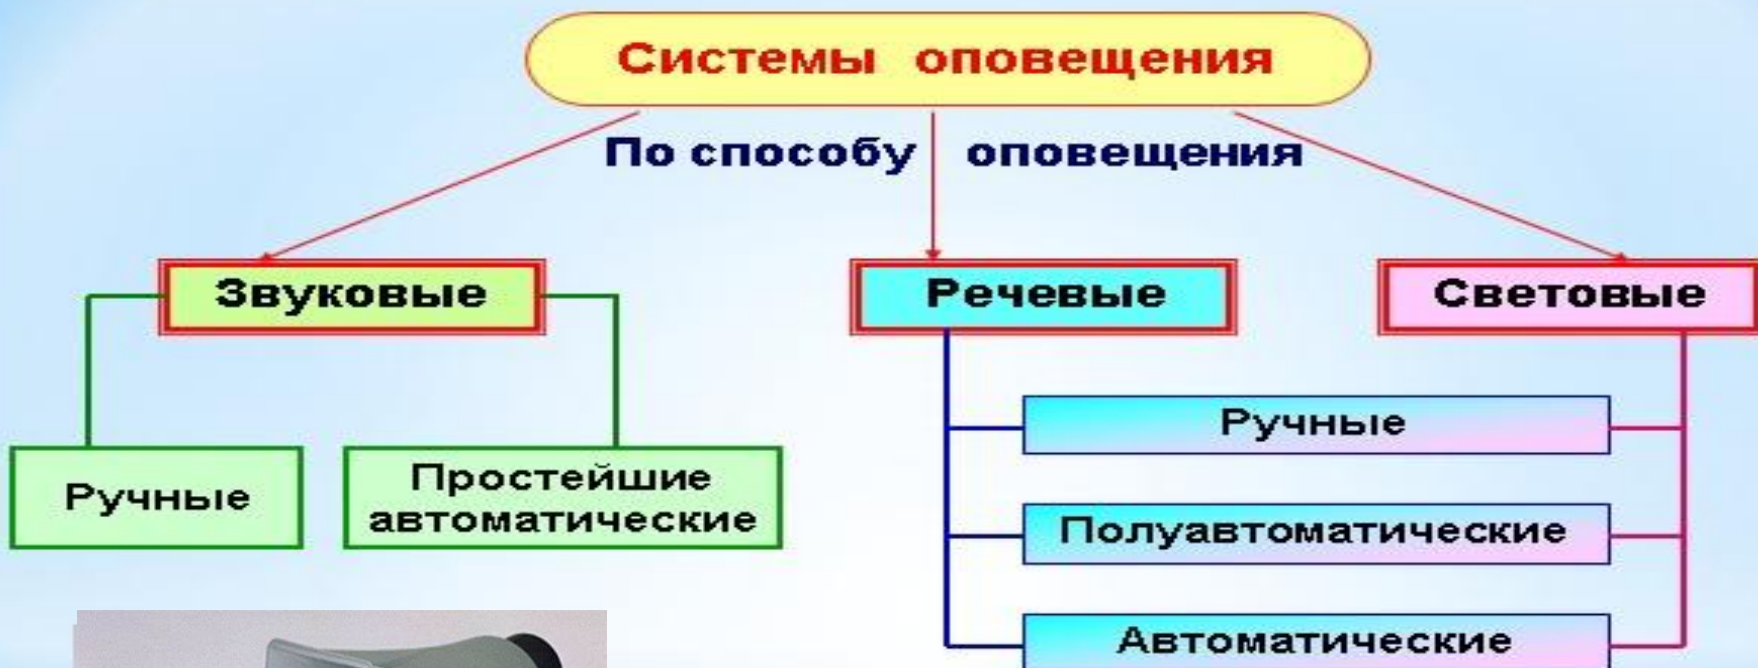 Системы оповещения
По способу оповещения
Звуковые
Речевые
Световые
Ручные
Простейшие
автоматические
Ручные
Полуавтоматические
Автоматические